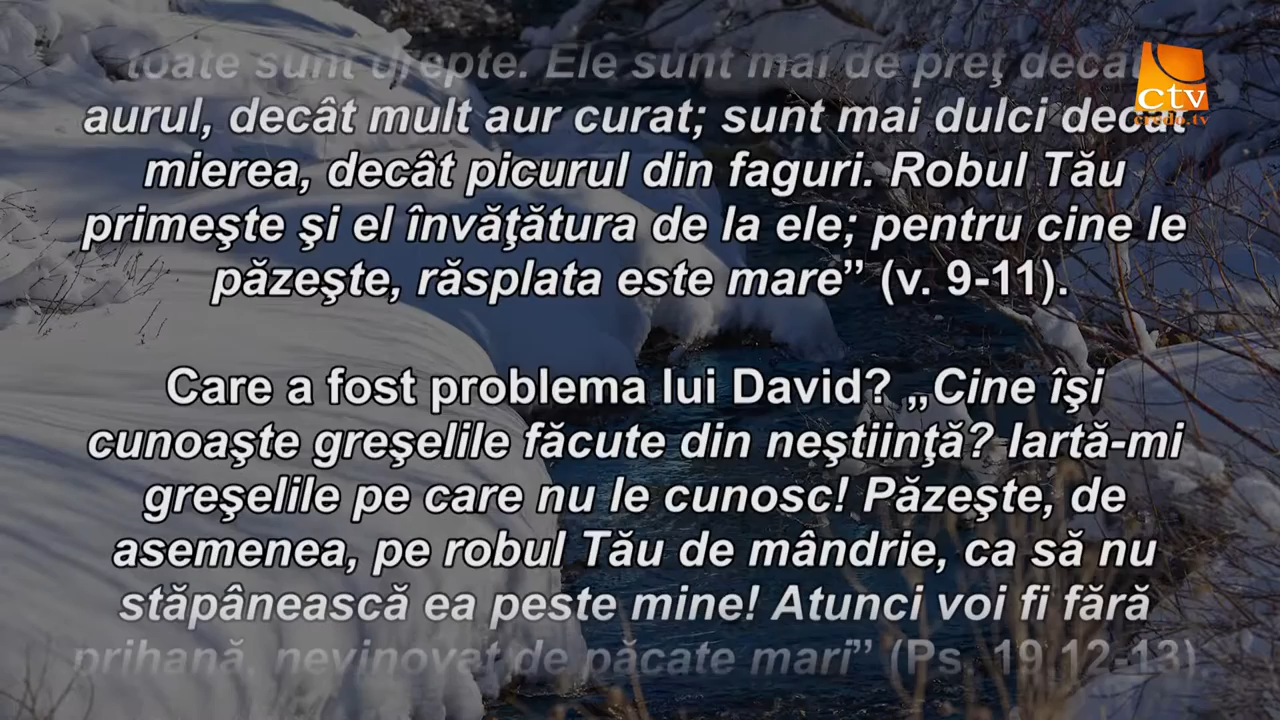 toate sunt drepte. Ele sunt mai de preţ decât
aurul, decât mult aur curat; sunt mai dulci decât
mierea, decât picurul din faguri. Robul Tău
primeşte şi el învăţătura de la ele; pentru cine le
păzeşte, răsplata este mare” (v. 9-11).
Care a fost problema lui David? „Cine îşi
cunoaşte greşelile făcute din neştiinţă? Iartă-mi
greşelile pe care nu le cunosc! Păzeşte, de
asemenea, pe robul Tău de mândrie, ca să nu
stăpânească ea peste mine! Atunci voi fi fără
prihană, nevinovat de păcate mari” (Ps. 19.12-13)
ctv
credo.tv